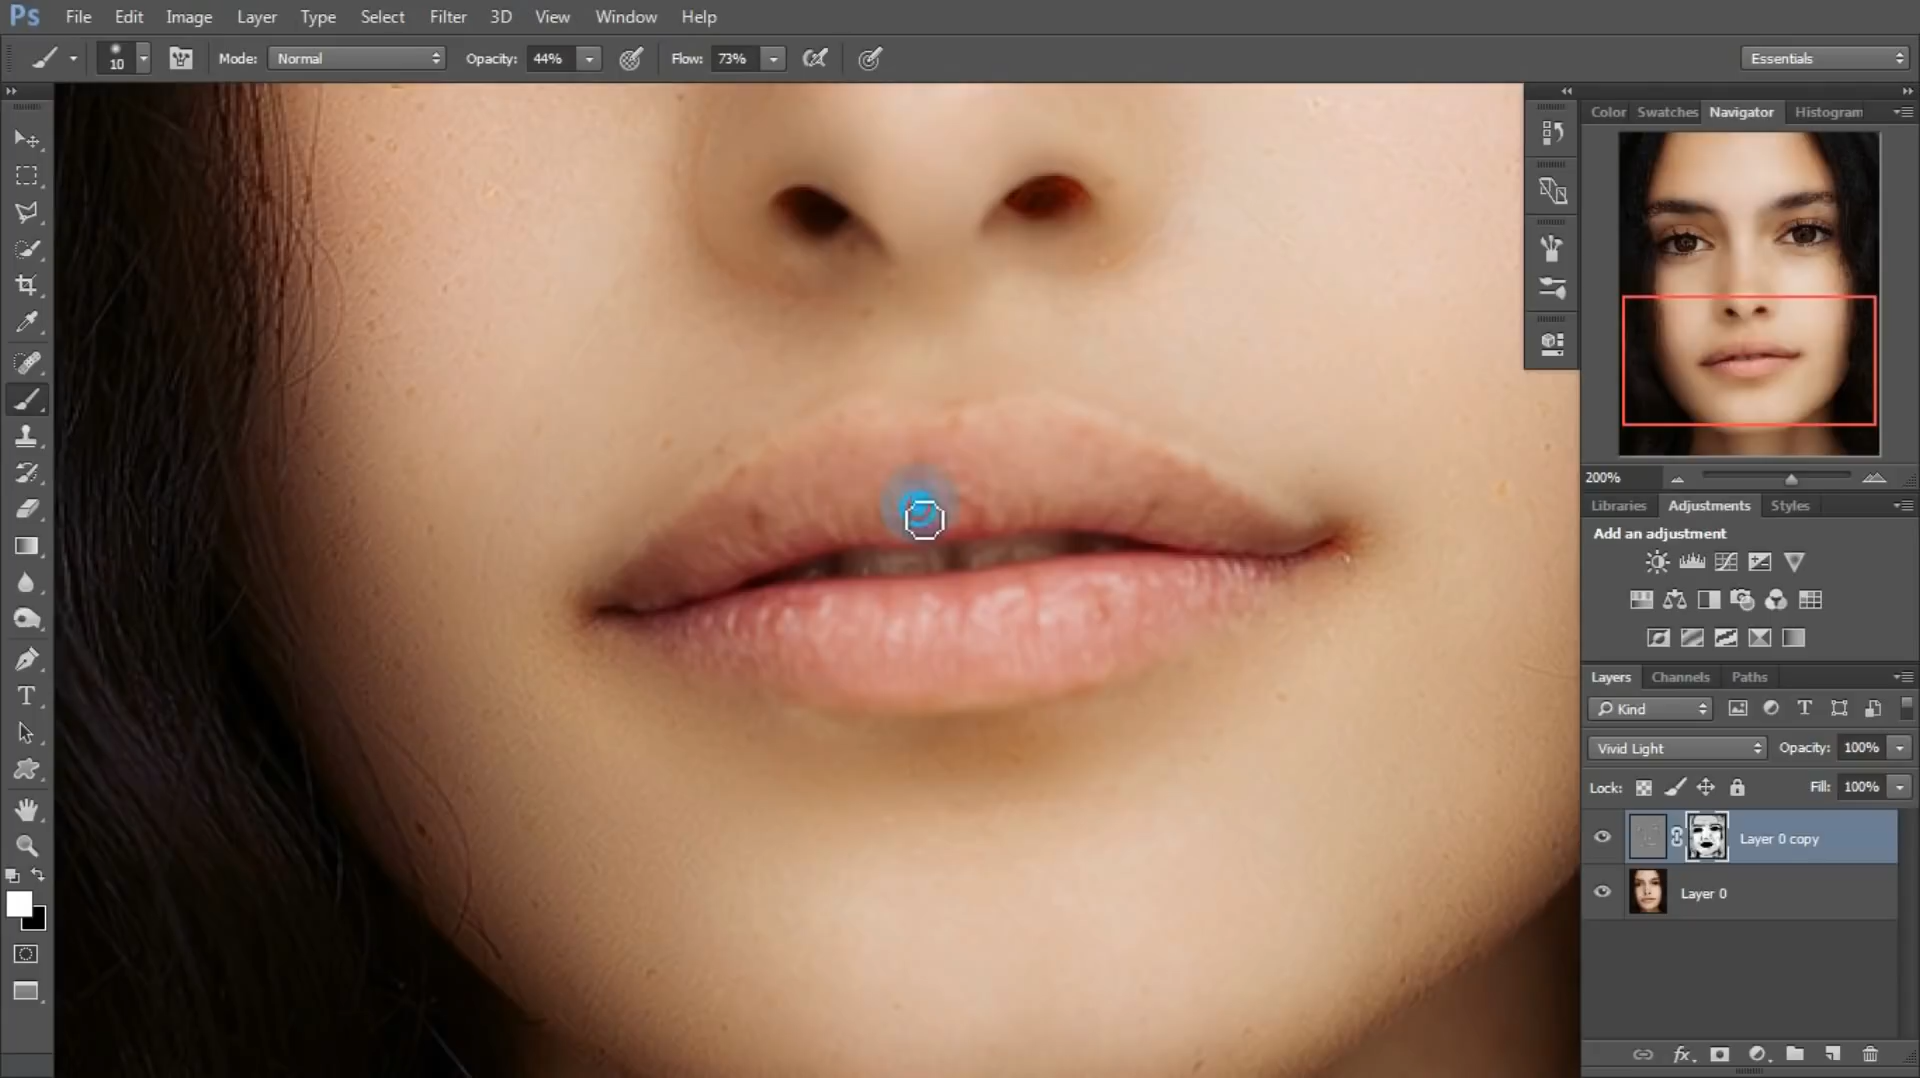 Ps File Edit Image Layer Type Select Filter 3D View Window Help
10 Mode: Normal Opacity: 44% Flow: 73% Essentials
Color Swatches Navigator Histogram
200%
Libraries Adjustments Styles
Add an adjustment
Layers Channels Paths
Kind T
Vivid Light Opacity: 100%
Lock: Fill: 100%
Layer 0 copy
Layer 0
T
fx